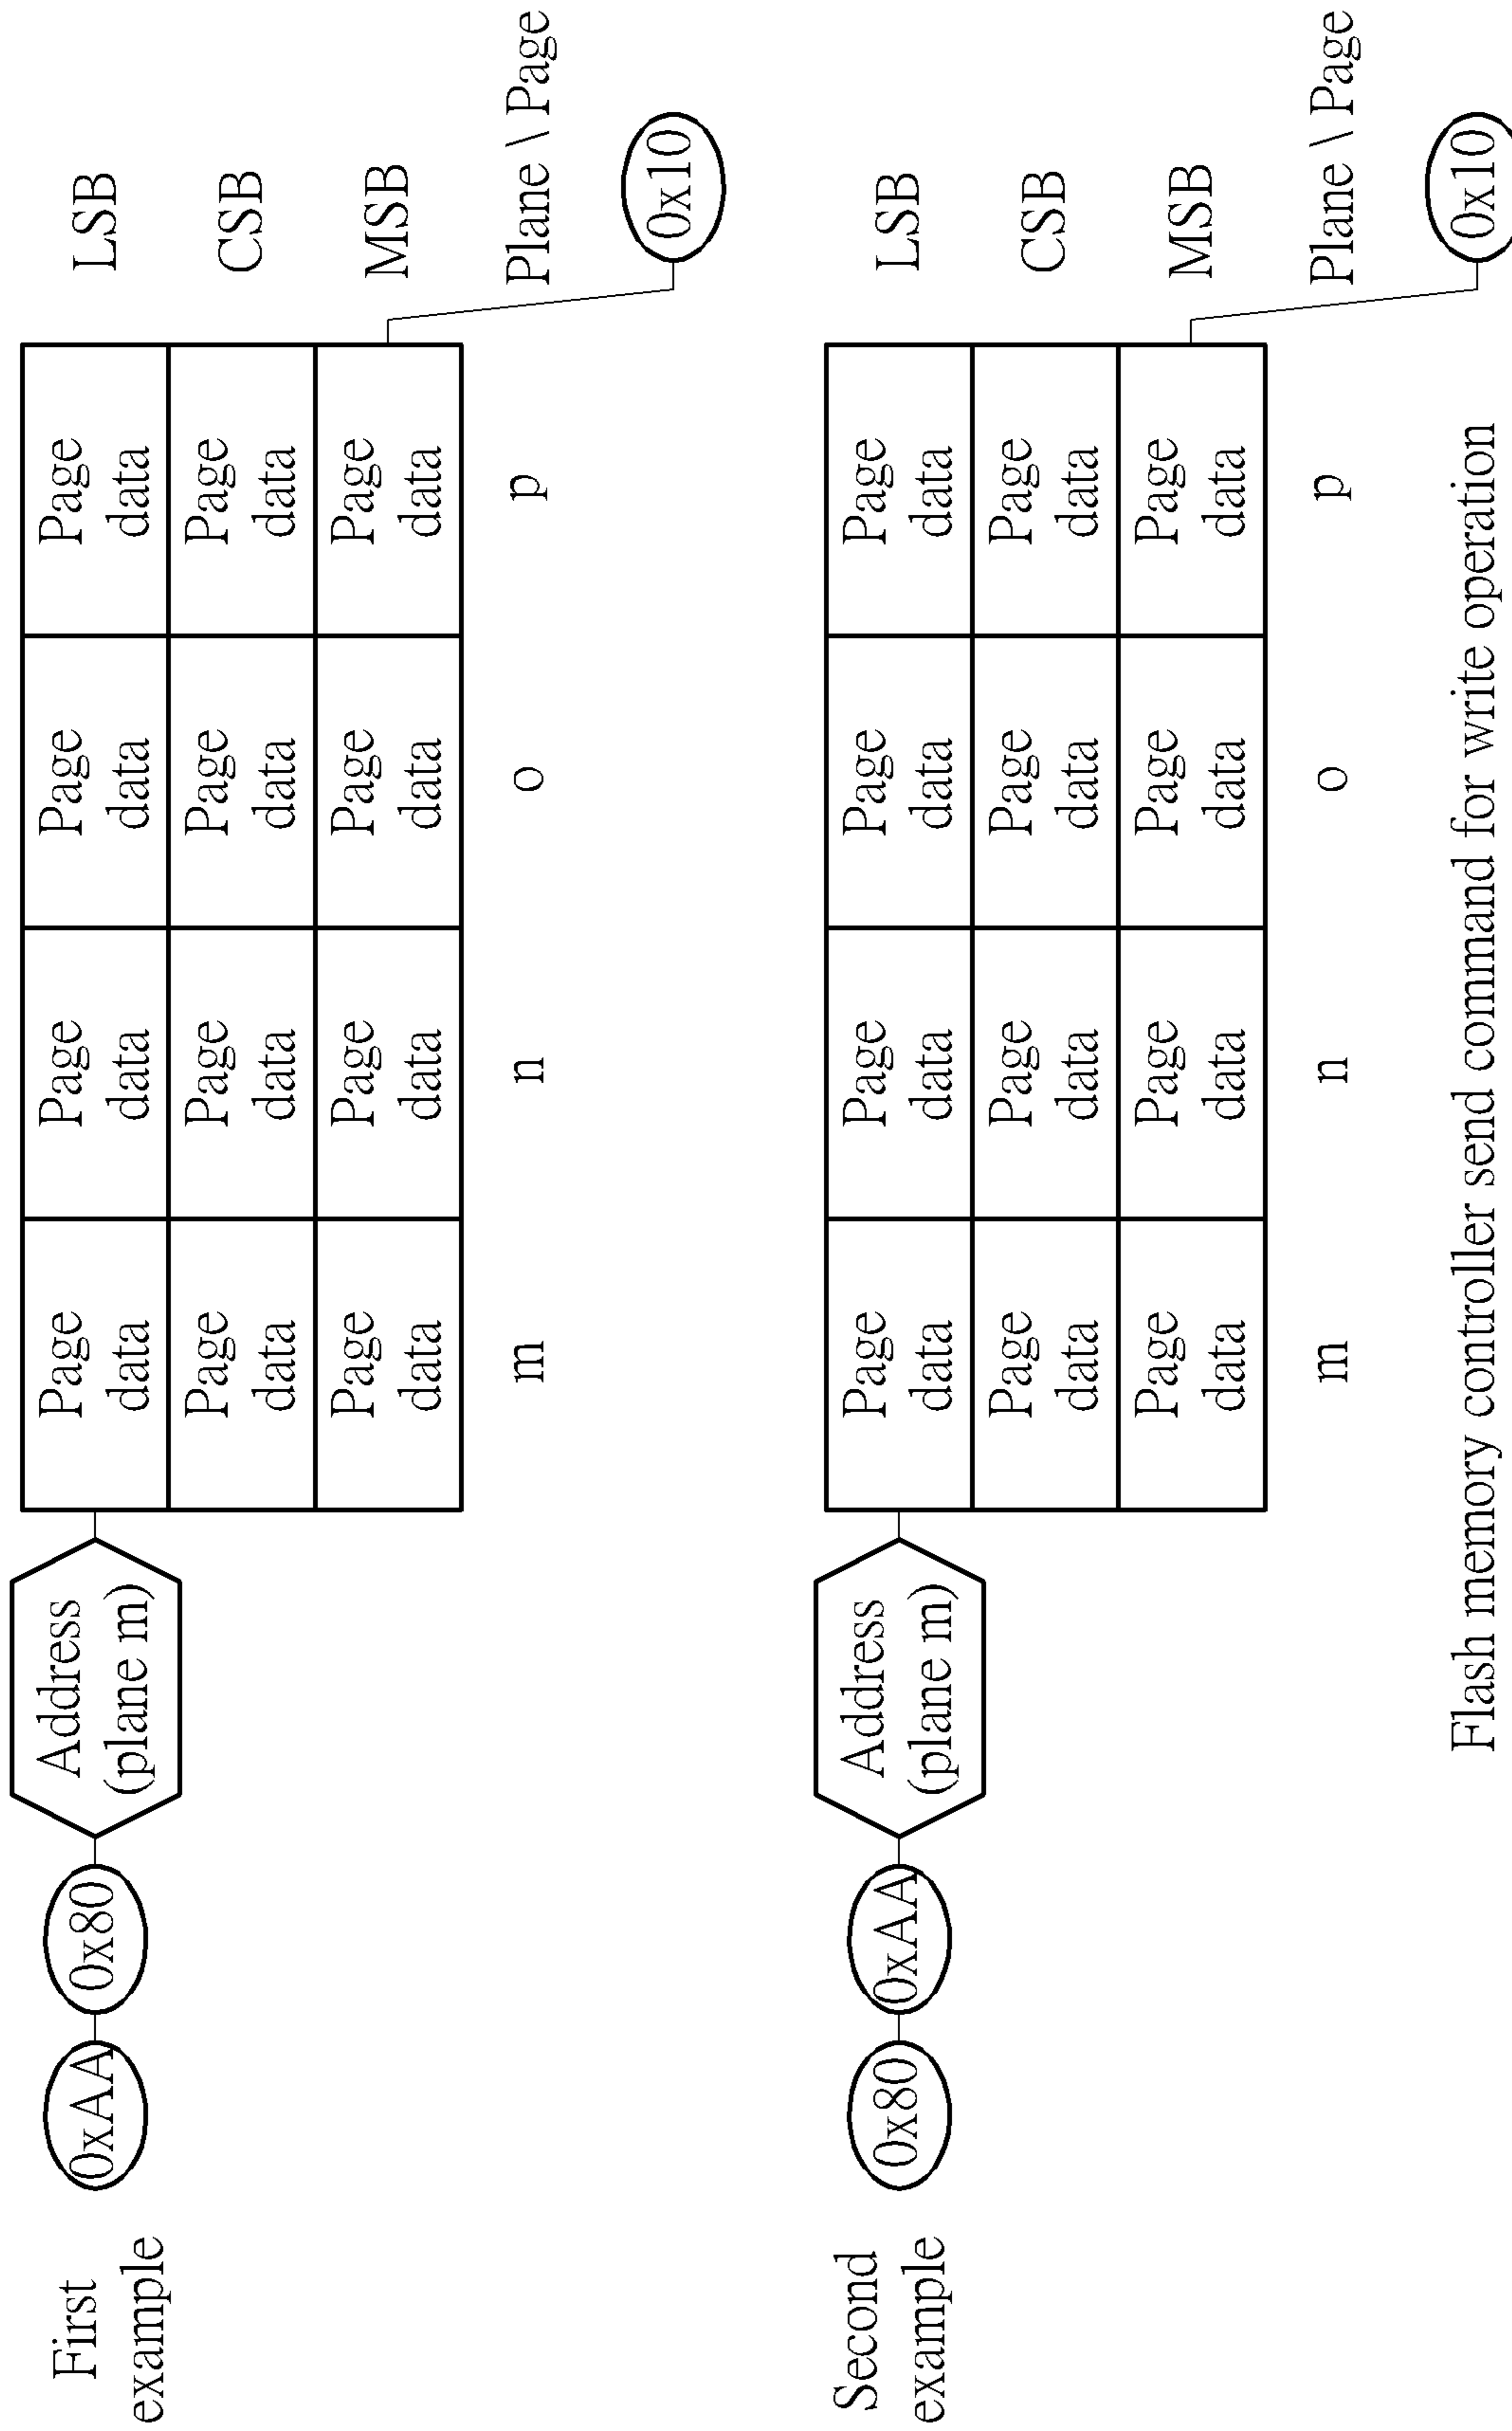 First
example
0xAA
0x80
Address
(plane m)
Page
data
Page
data
Page
data
Page
data
LSB
Page
data
Page
data
Page
data
Page
data
CSB
Page
data
Page
data
Page
data
Page
data
MSB
m
n
o
p
Plane \ Page
0x10
Second
example
0x80
0xAA
Address
(plane m)
Page
data
Page
data
Page
data
Page
data
LSB
Page
data
Page
data
Page
data
Page
data
CSB
Page
data
Page
data
Page
data
Page
data
MSB
m
n
o
p
Plane \ Page
0x10
Flash memory controller send command for write operation